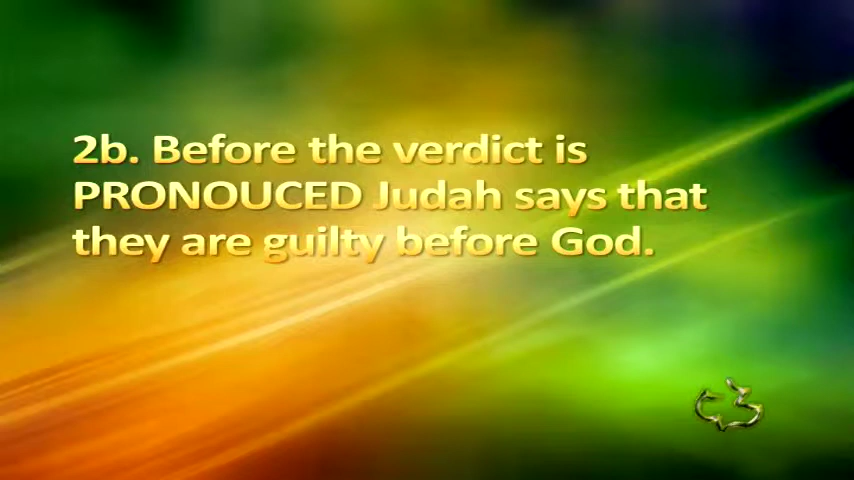 2b. Before the verdict is
PRONOUCED Judah says that
they are guilty before God.